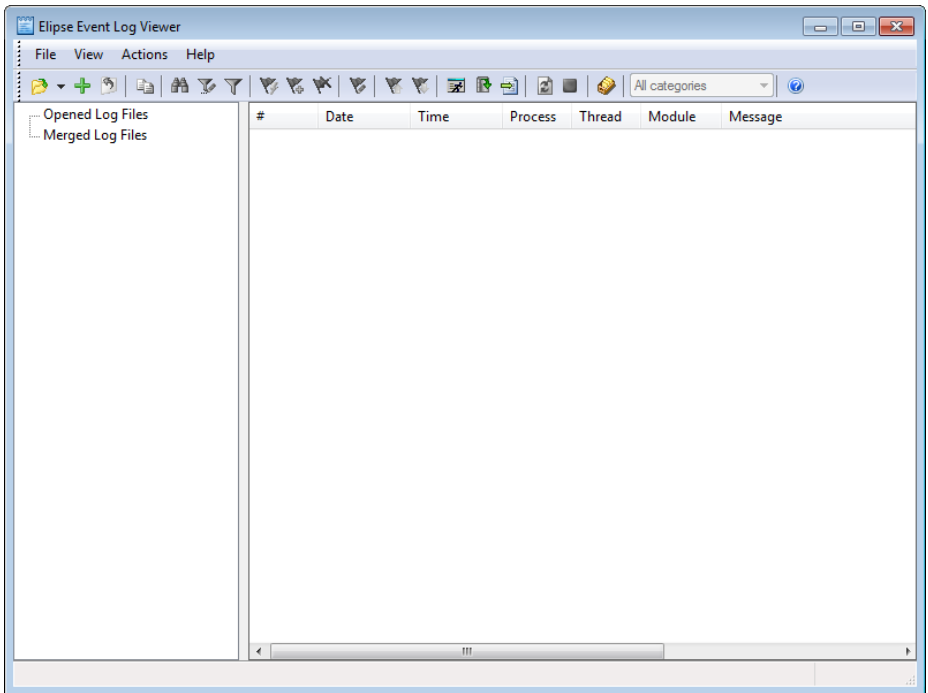 Elipse Event Log Viewer
File View Actions Help
All categories
Opened Log Files
Merged Log Files
# Date Time Process Thread Module Message